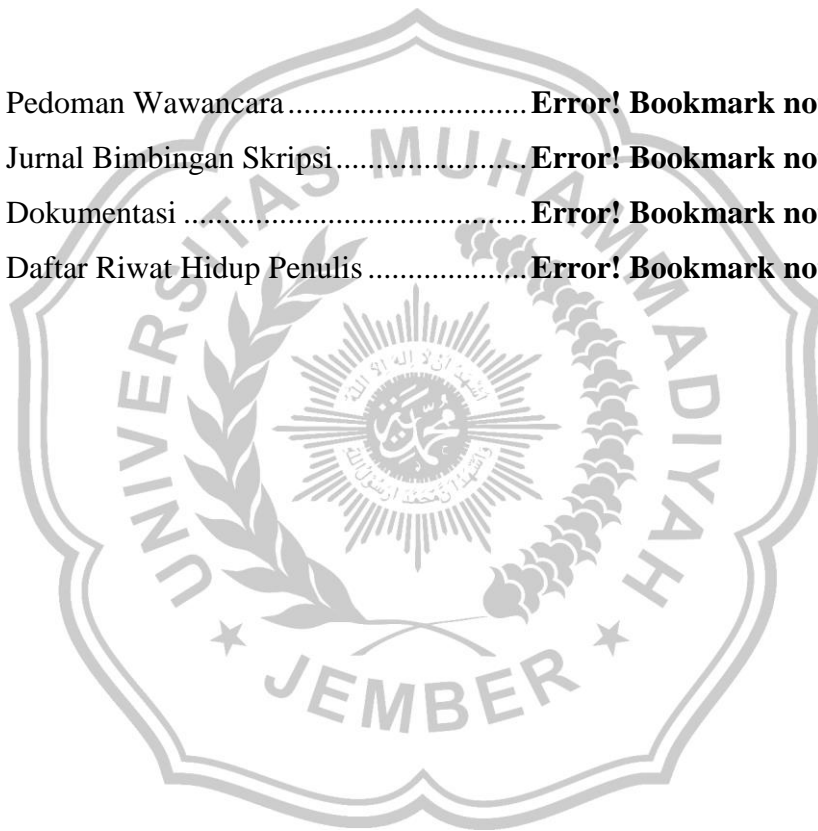 Pedoman Wawancara.............................. Error! Bookmark no
Jurnal Bimbingan Skripsi........................ Error! Bookmark no
Dokumentasi ........................................... Error! Bookmark no
Daftar Riwat Hidup Penulis .................... Error! Bookmark no
UNIVERSITAS MUHAMMADIYAH
JEMBER